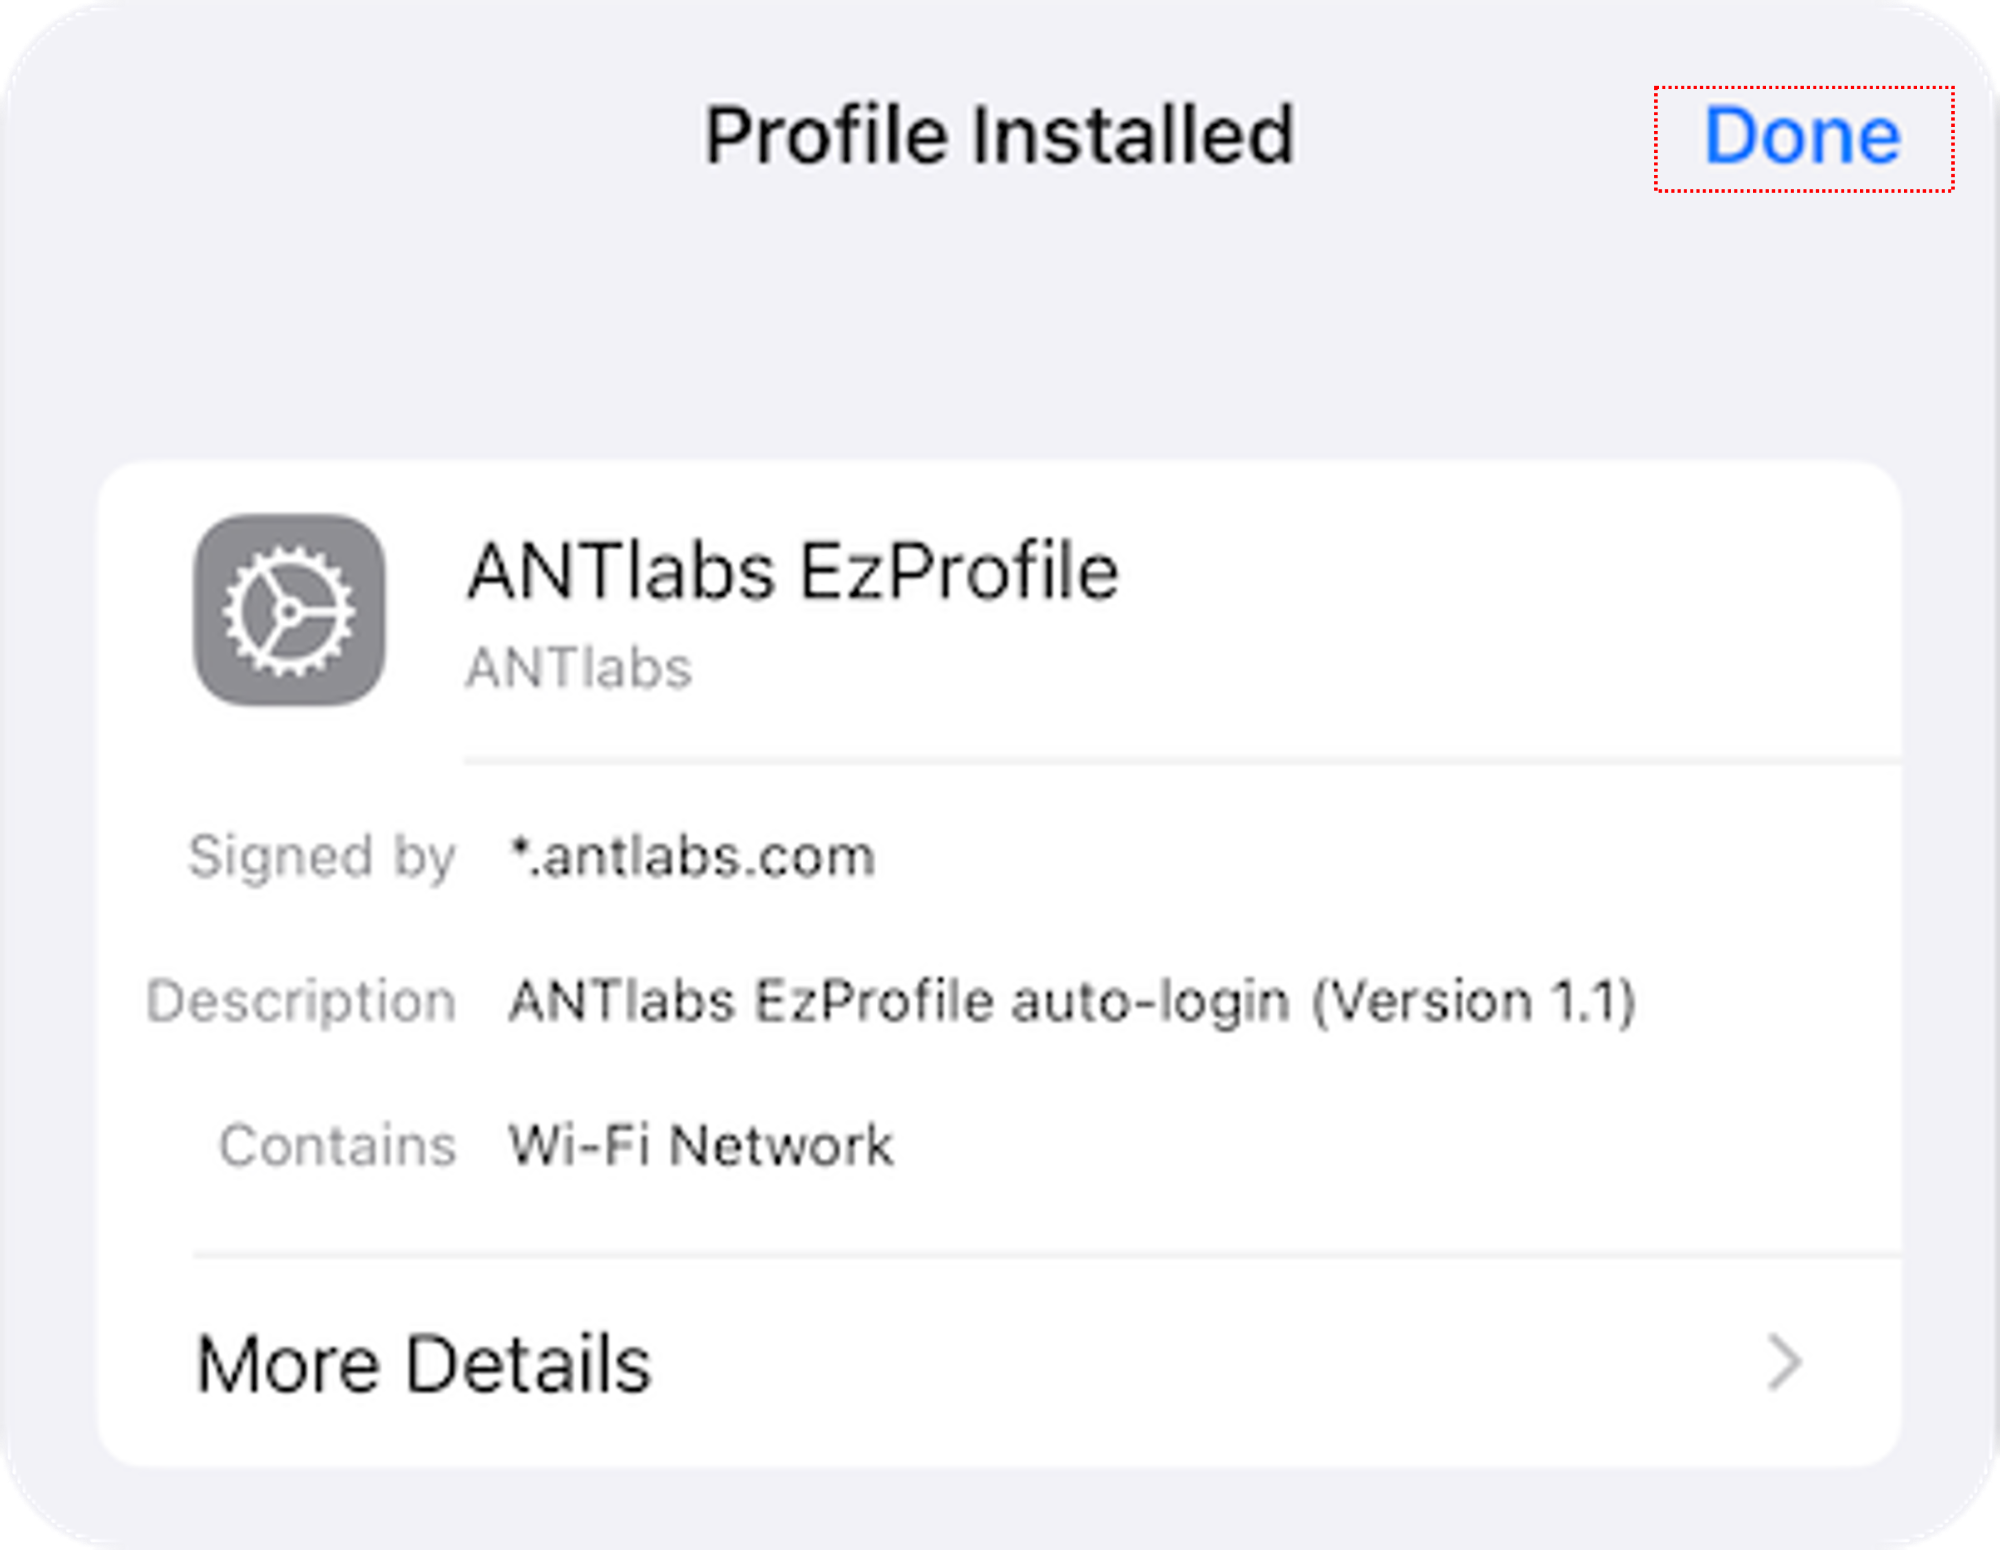 Profile Installed
Done
ANTlabs EzProfile
ANTlabs
Signed by *.antlabs.com
Description ANTlabs EzProfile auto-login (Version 1.1)
Contains Wi-Fi Network
More Details